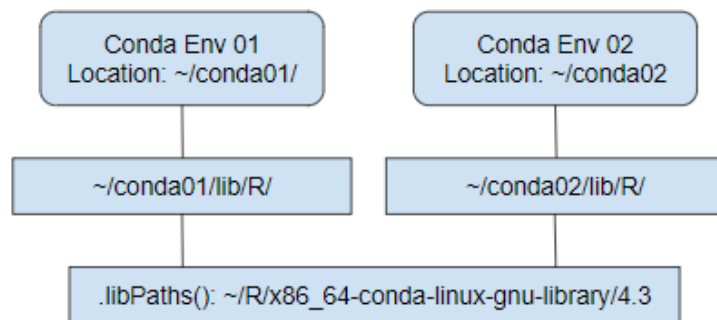 Conda Env 01
Location: ~/conda01/
Conda Env 02
Location: ~/conda02
~/conda01/lib/R/
~/conda02/lib/R/
.libPaths(): ~/R/x86_64-conda-linux-gnu-library/4.3